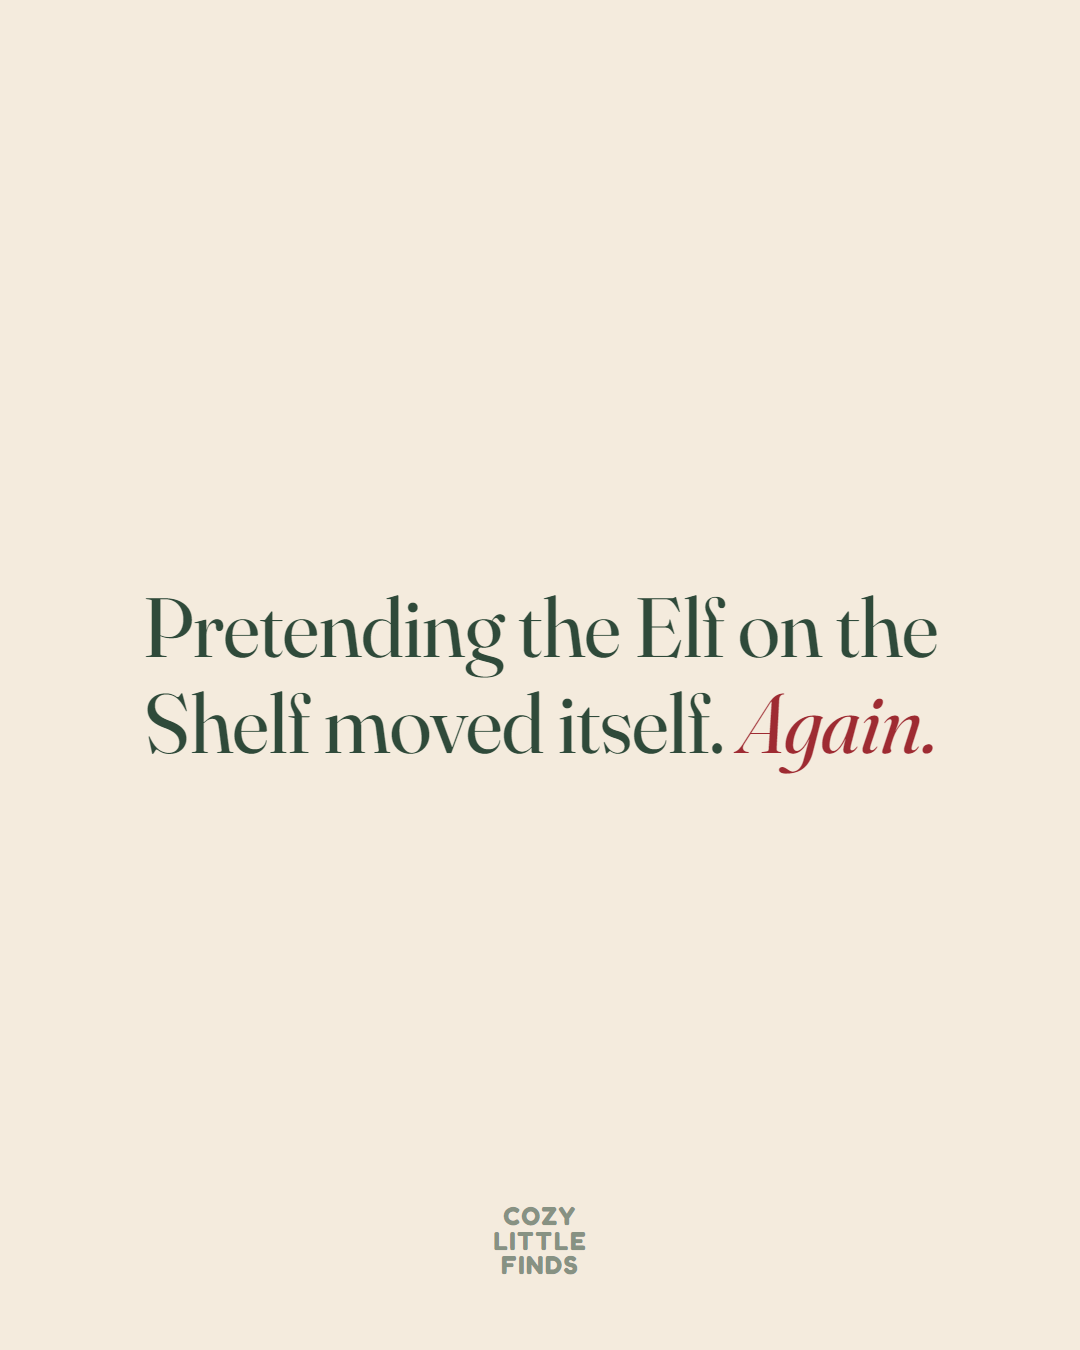 Pretending the Elf on the
Shelf moved itself. Again.
COZY
LITTLE
FINDS